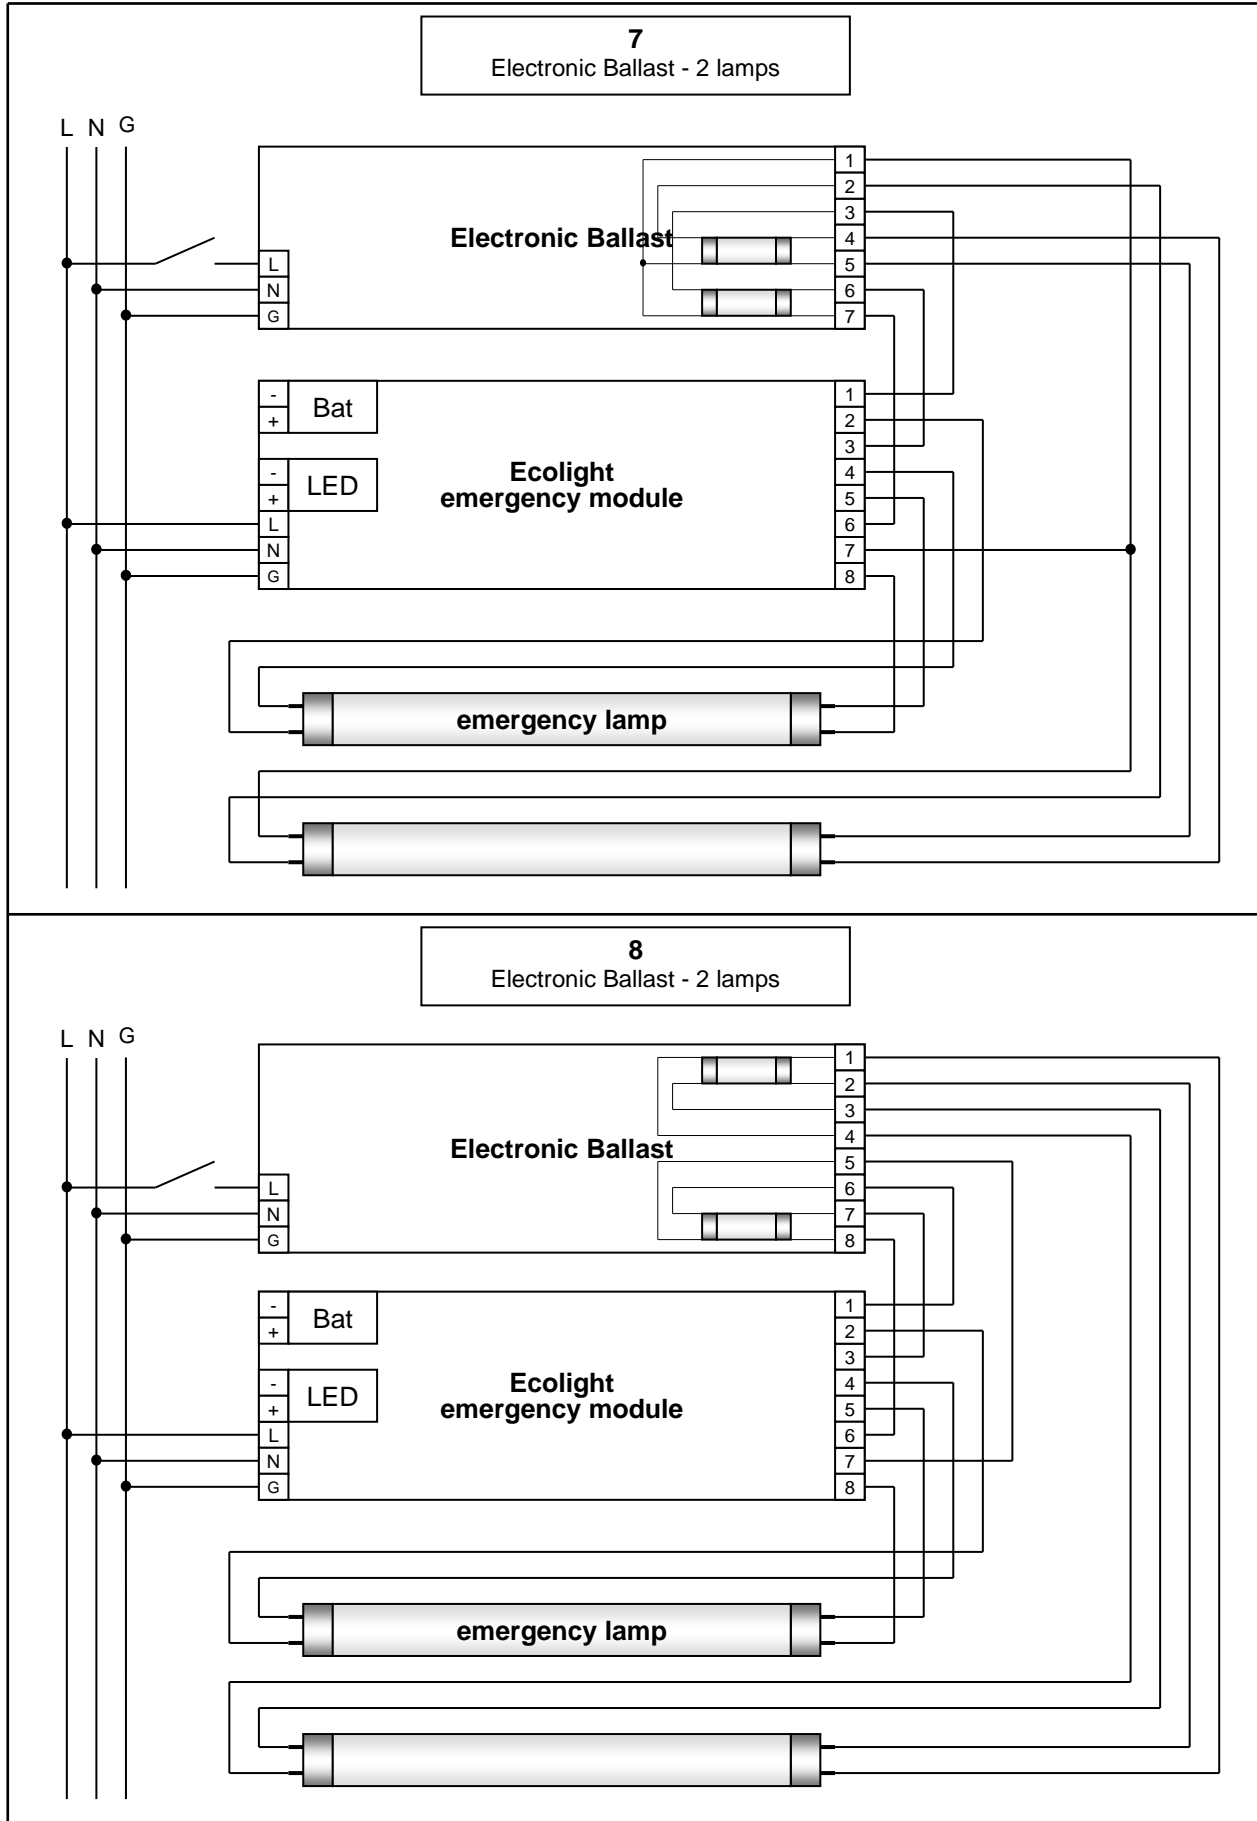 7
Electronic Ballast - 2 lamps
L N G
1
2
3
Electronic Ballast
4
L
5
N
6
G
7
-
Bat
1
+
2
3
-
LED
Ecolight
4
+
emergency module
5
L
6
N
7
G
8
emergency lamp
8
Electronic Ballast - 2 lamps
L N G
1
2
3
Electronic Ballast
4
5
L
6
N
7
G
8
-
Bat
1
+
2
3
-
LED
Ecolight
4
+
emergency module
5
L
6
N
7
G
8
emergency lamp